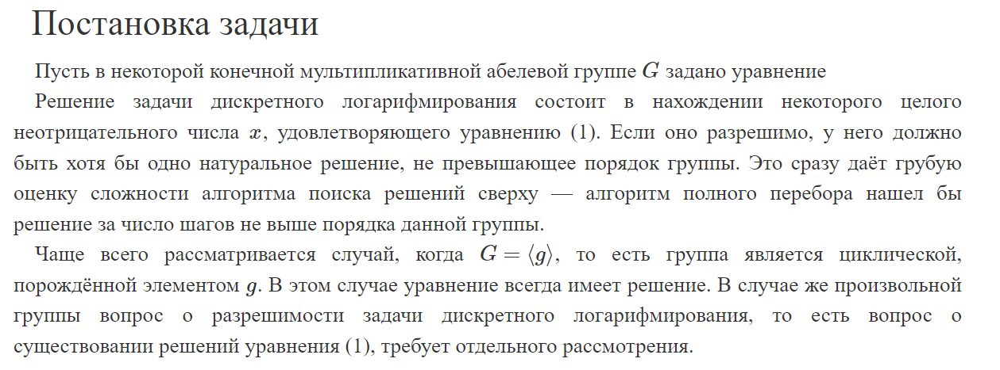 Постановка задачи
Пусть в некоторой конечной мультипликативной абелевой группе G задано уравнение
Решение задачи дискретного логарифмирования состоит в нахождении некоторого целого
неотрицательного числа x, удовлетворяющего уравнению (1). Если оно разрешимо, у него должно
быть хотя бы одно натуральное решение, не превышающее порядок группы. Это сразу даёт грубую
оценку сложности алгоритма поиска решений сверху — алгоритм полного перебора нашел бы
решение за число шагов не выше порядка данной группы.
Чаще всего рассматривается случай, когда G = ⟨g⟩, то есть группа является циклической,
порождённой элементом g. В этом случае уравнение всегда имеет решение. В случае же произвольной
группы вопрос о разрешимости задачи дискретного логарифмирования, то есть вопрос о
существовании решений уравнения (1), требует отдельного рассмотрения.